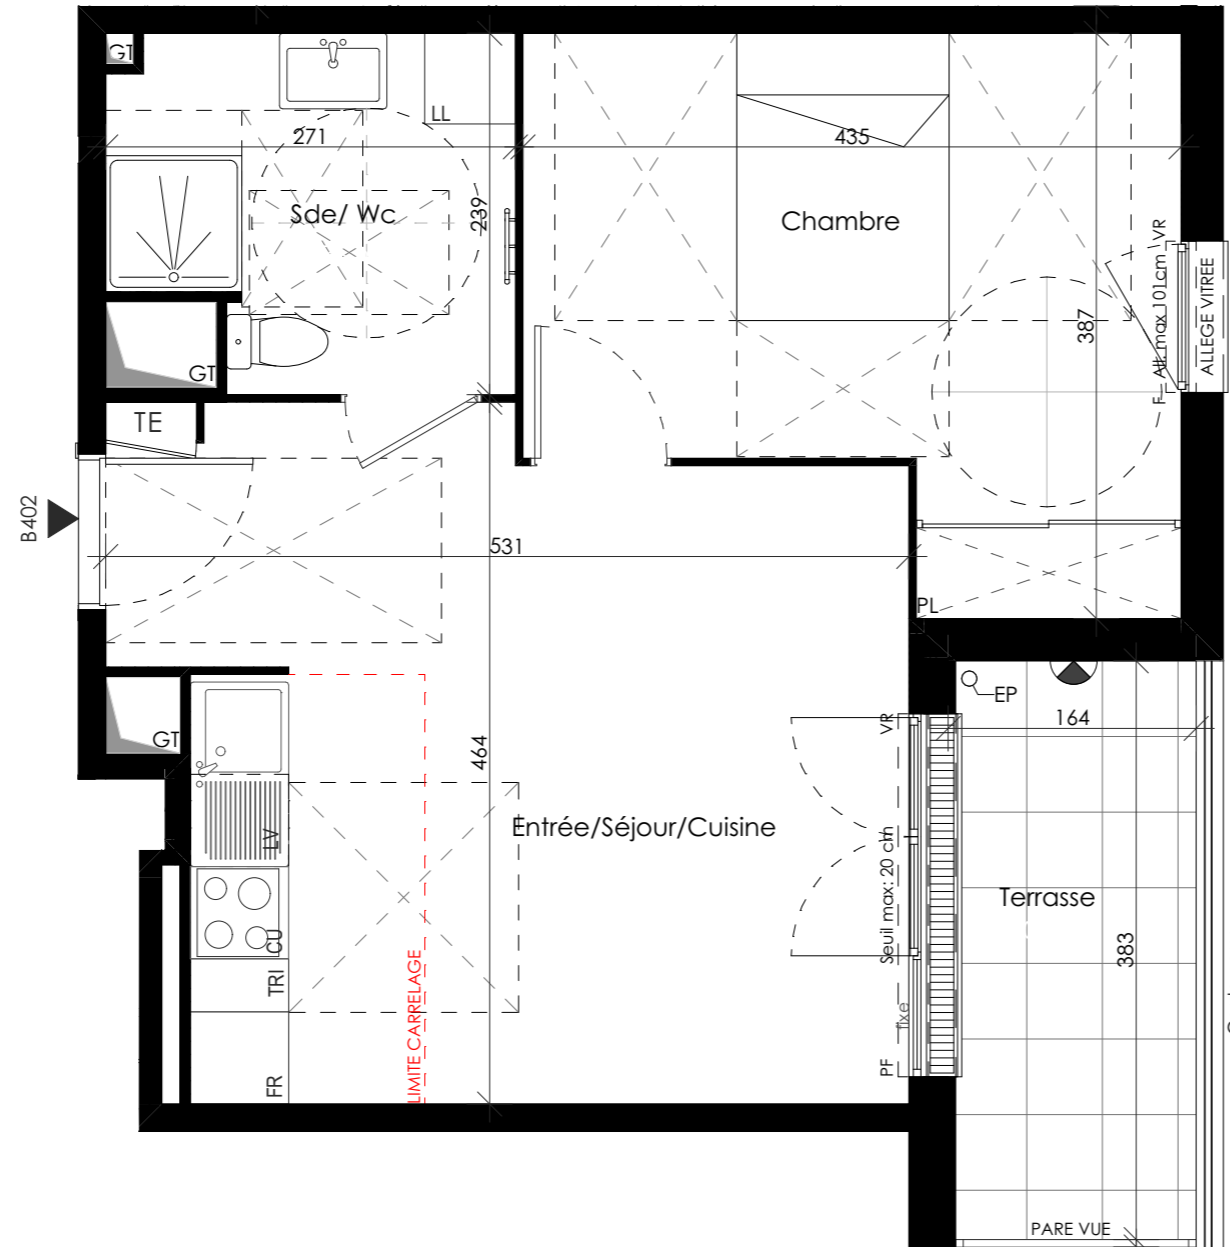 GT
LL
271
435
239
Sde/ Wc
Chambre
F. All. max 101cm VR
ALLEGE VITREE
387
GT
TE
B402
531
PL
EP
164
GT
VR
464
Entrée/Séjour/Cuisine
LV
Seuil max: 20 cm
Terrasse
CU
383
TRI
LIMITE CARRELAGE
fixe
FR
PF
PARE VUE